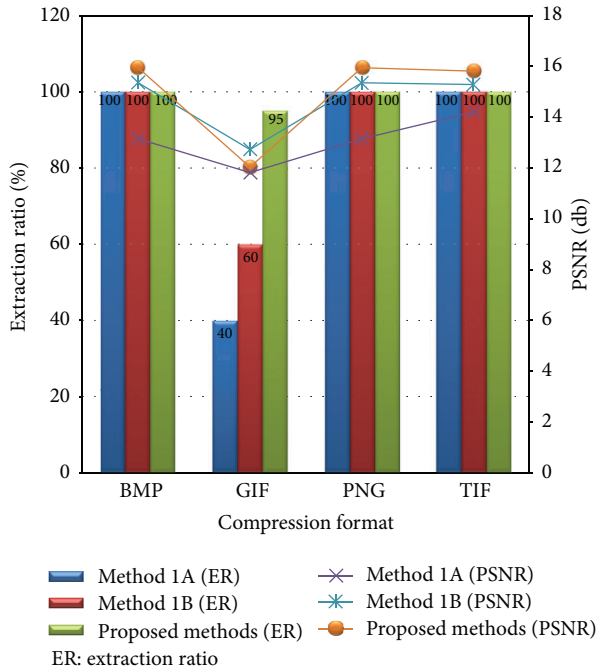 120
100
80
60
40
20
0
Extraction ratio (%)
18
16
14
12
10
8
6
4
2
0
PSNR (db)
100 100 100
40
60
95
100 100 100
100 100 100
BMP GIF PNG TIF
Compression format
Method 1A (ER)
Method 1B (ER)
Proposed methods (ER)
Method 1A (PSNR)
Method 1B (PSNR)
Proposed methods (PSNR)
ER: extraction ratio